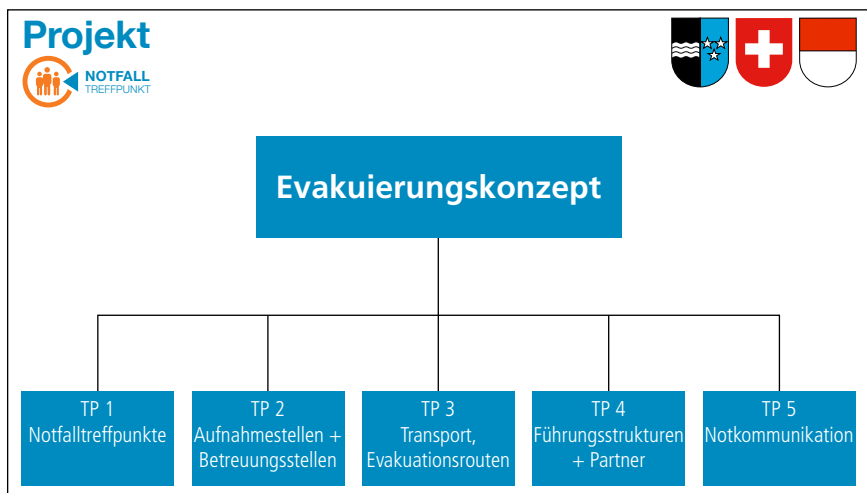 Projekt
NOTFALL
TREFFPUNKT
Evakuierungskonzept
TP 1
Notfalltreffpunkte
TP 2
Aufnahmestellen +
Betreuungsstellen
TP 3
Transport,
Evakuationsrouten
TP 4
Führungsstrukturen
+ Partner
TP 5
Notkommunikation